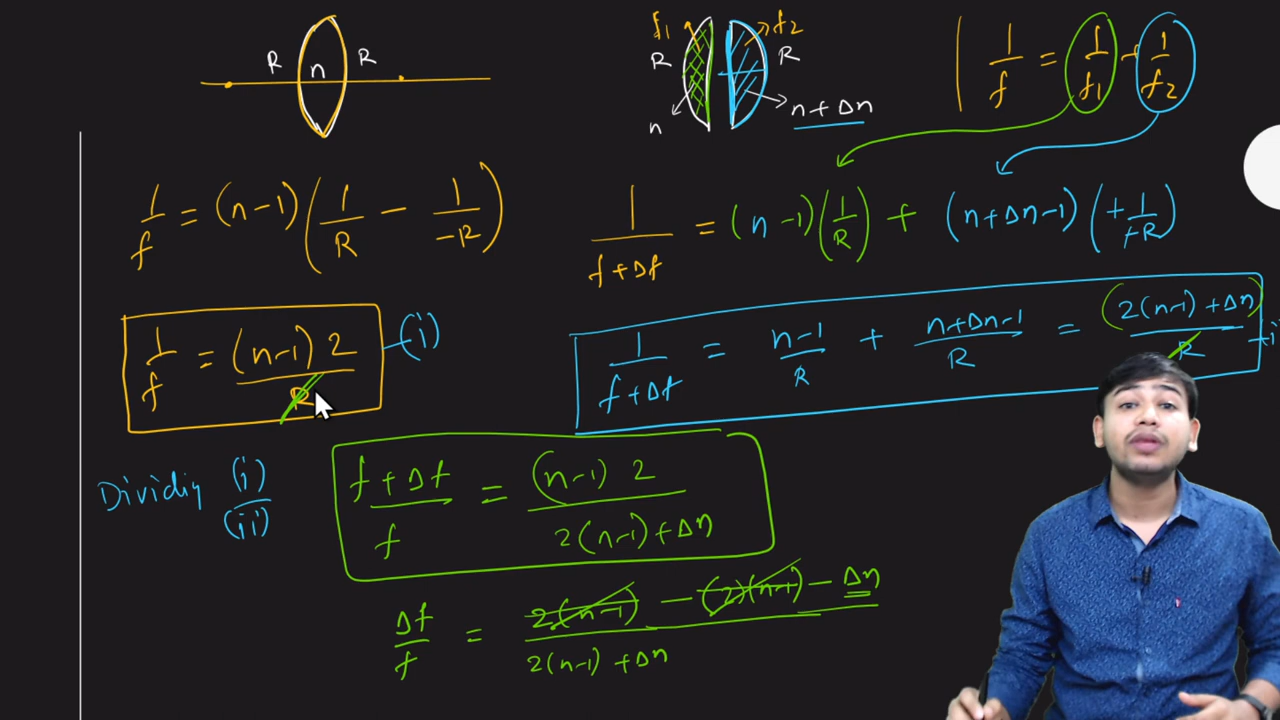 R n R
f1 f2
R R
n n + Δn
1/f = 1/f1 + 1/f2
1/f = (n-1) (1/R - 1/-R)
1/(f + Δf) = (n-1) (1/R) + (n+Δn-1) (+1/+R)
1/f = (n-1) 2/R - (i)
1/(f + Δf) = (n-1)/R + (n+Δn-1)/R = (2(n-1) + Δn)/R
Dividiy (i)/(ii)
(f + Δf)/f = (n-1) 2/(2(n-1) + Δn)
Δf/f = (2(n-1) - (2)(n-1) - Δn)/(2(n-1) + Δn)